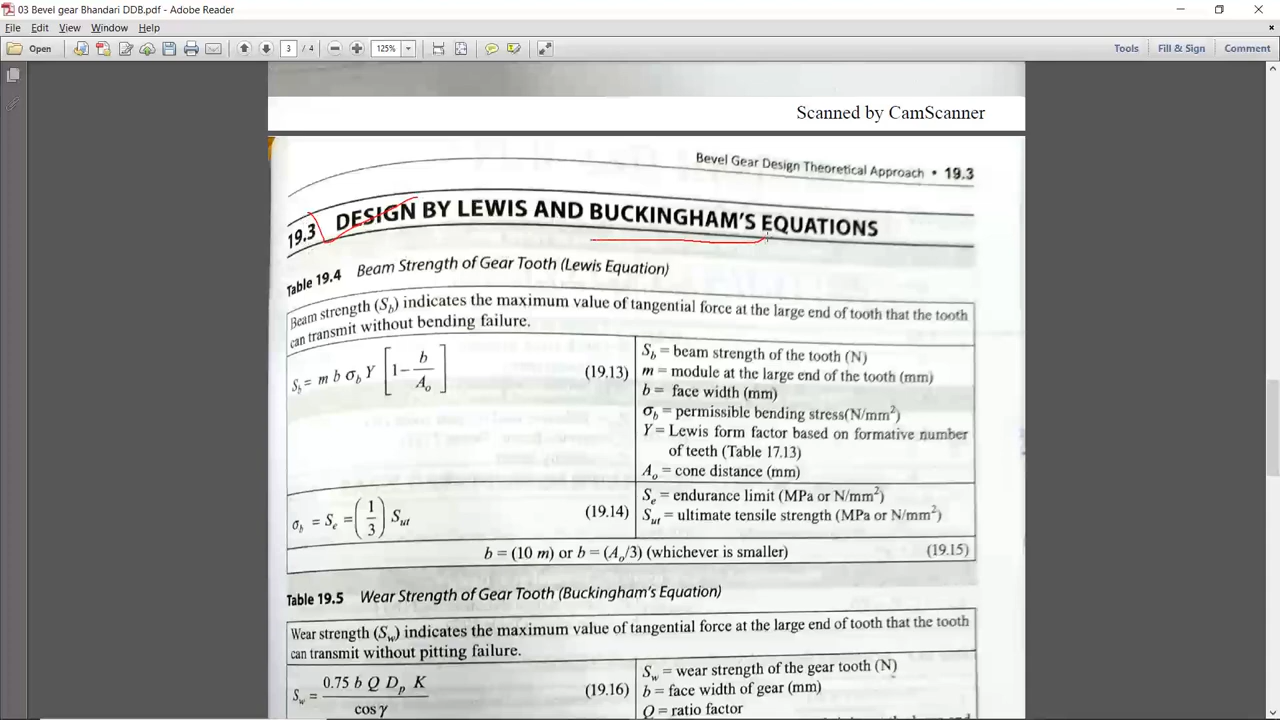 03 Bevel gear Bhandari DDB.pdf - Adobe Reader
File Edit View Window Help
Open 3 / 4 125% Tools Fill & Sign Comment
Scanned by CamScanner
Bevel Gear Design Theoretical Approach • 19.3
19.3 DESIGN BY LEWIS AND BUCKINGHAM'S EQUATIONS
Table 19.4 Beam Strength of Gear Tooth (Lewis Equation)
Beam strength (S_b) indicates the maximum value of tangential force at the large end of tooth that the tooth
can transmit without bending failure.
S_b = m b σ_b Y [1 - b/A_o] (19.13)
S_b = beam strength of the tooth (N)
m = module at the large end of the tooth (mm)
b = face width (mm)
σ_b = permissible bending stress(N/mm²)
Y = Lewis form factor based on formative number
of teeth (Table 17.13)
A_o = cone distance (mm)
σ_b = S_e = (1/3) S_ut (19.14)
S_e = endurance limit (MPa or N/mm²)
S_ut = ultimate tensile strength (MPa or N/mm²)
b = (10 m) or b = (A_o/3) (whichever is smaller) (19.15)
Table 19.5 Wear Strength of Gear Tooth (Buckingham's Equation)
Wear strength (S_w) indicates the maximum value of tangential force at the large end of tooth that the tooth
can transmit without pitting failure.
S_w = 0.75 b Q D_p K / cos γ (19.16)
S_w = wear strength of the gear tooth (N)
b = face width of gear (mm)
Q = ratio factor